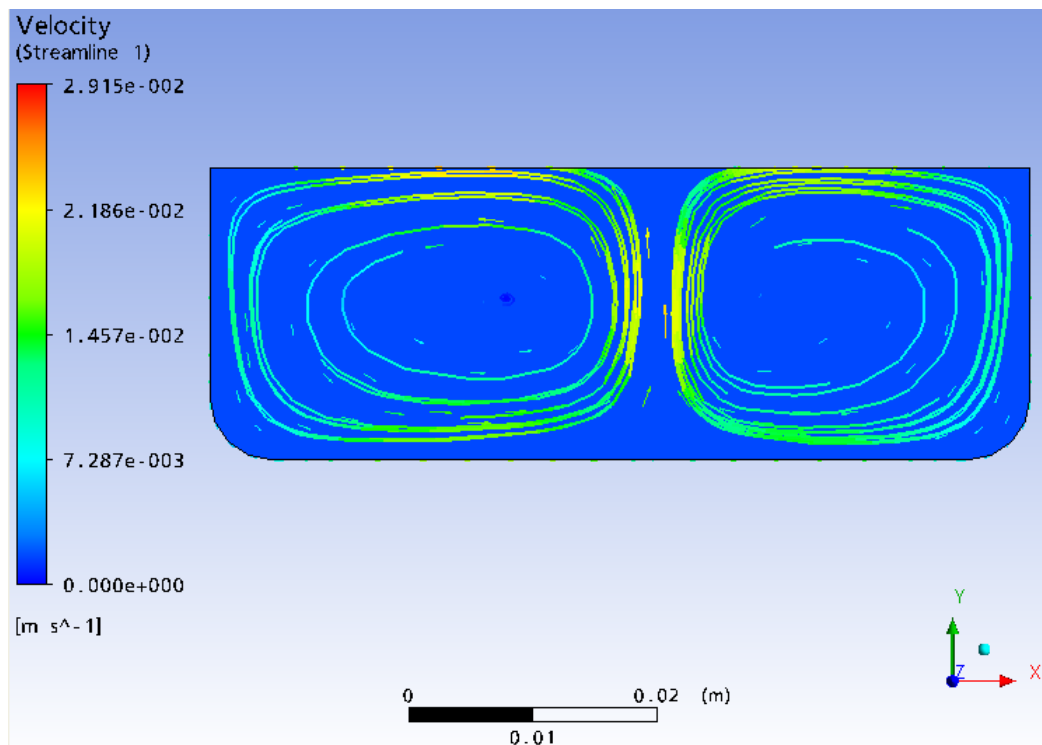 Velocity
(Streamline 1)
2.915e-002
2.186e-002
1.457e-002
7.287e-003
0.000e+000
[m s^-1]
Y
Z
X
0 0.02 (m)
0.01